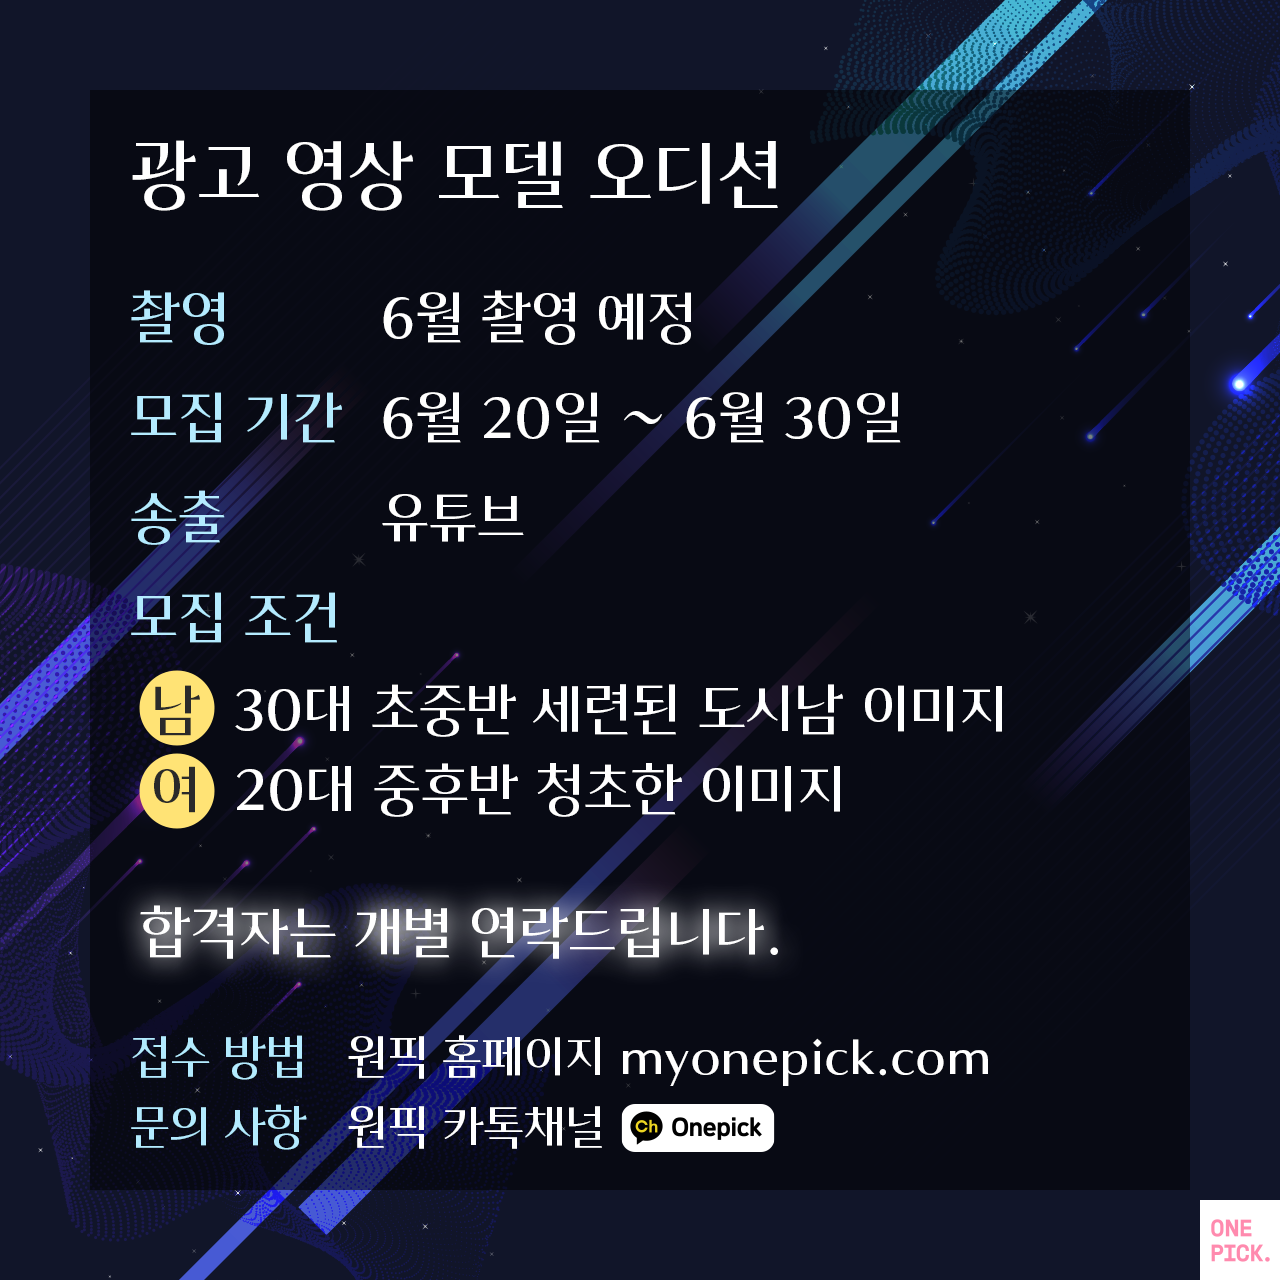 광고 영상 모델 오디션
촬영 6월 촬영 예정
모집 기간 6월 20일 ~ 6월 30일
송출 유튜브
모집 조건
남 30대 초중반 세련된 도시남 이미지
여 20대 중후반 청초한 이미지
합격자는 개별 연락드립니다.
접수 방법 원픽 홈페이지 myonepick.com
문의 사항 원픽 카톡채널 Ch Onepick
ONE
PICK.